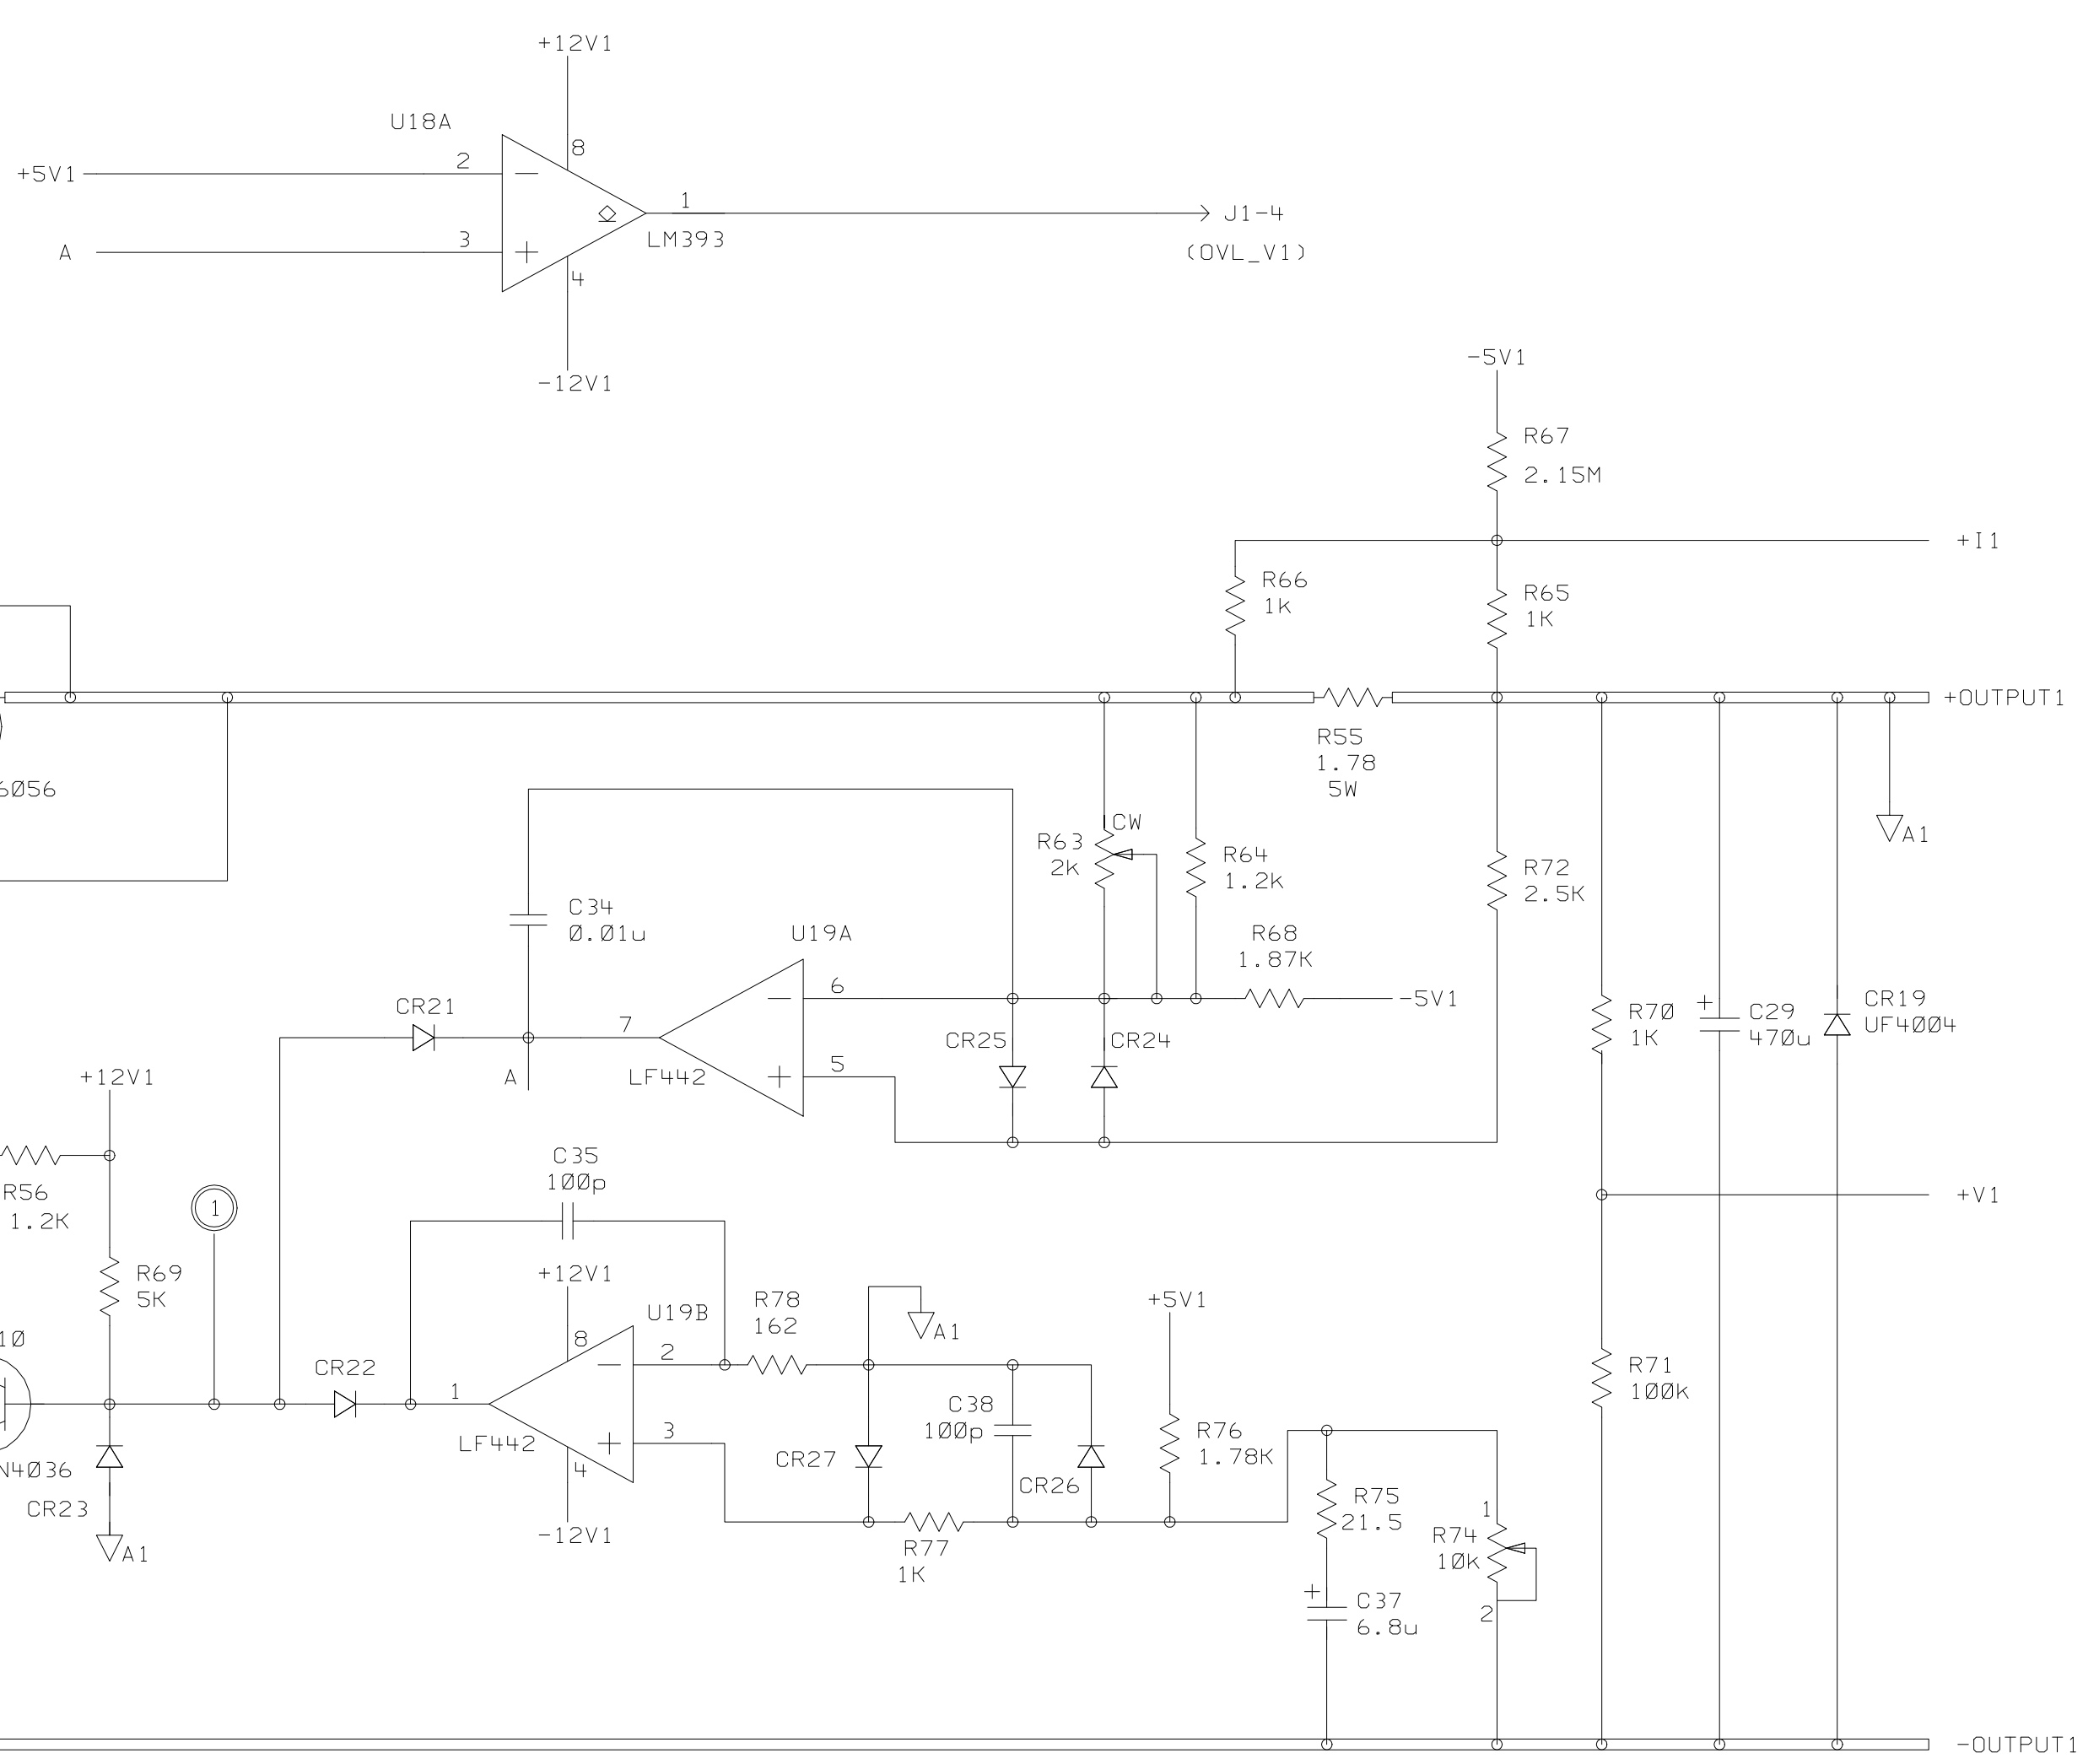 +12V1
U18A
8
2
+5V1
1
J1-4
3
LM393
A
(OVL_V1)
4
-12V1
-5V1
R67
2.15M
+I1
R66
1K
R65
1K
+OUTPUT1
R55
1.78
5W
6Ø56
CW
R63
2K
R64
1.2K
A1
R72
2.5K
C34
Ø.Ø1u
U19A
R68
1.87K
6
-5V1
CR21
7
CR25
CR24
R70
1K
+
C29
47Øu
CR19
UF4ØØ4
5
A
LF442
+12V1
C35
1ØØp
R56
1.2K
1
+V1
R69
5K
+12V1
U19B
R78
162
+5V1
A1
1Ø
8
2
CR22
1
R71
1ØØk
C38
1ØØp
3
LF442
CR27
R76
1.78K
N4Ø36
4
CR26
CR23
R75
21.5
1
R74
1Øk
-12V1
A1
R77
1K
+
C37
6.8u
2
-OUTPUT1